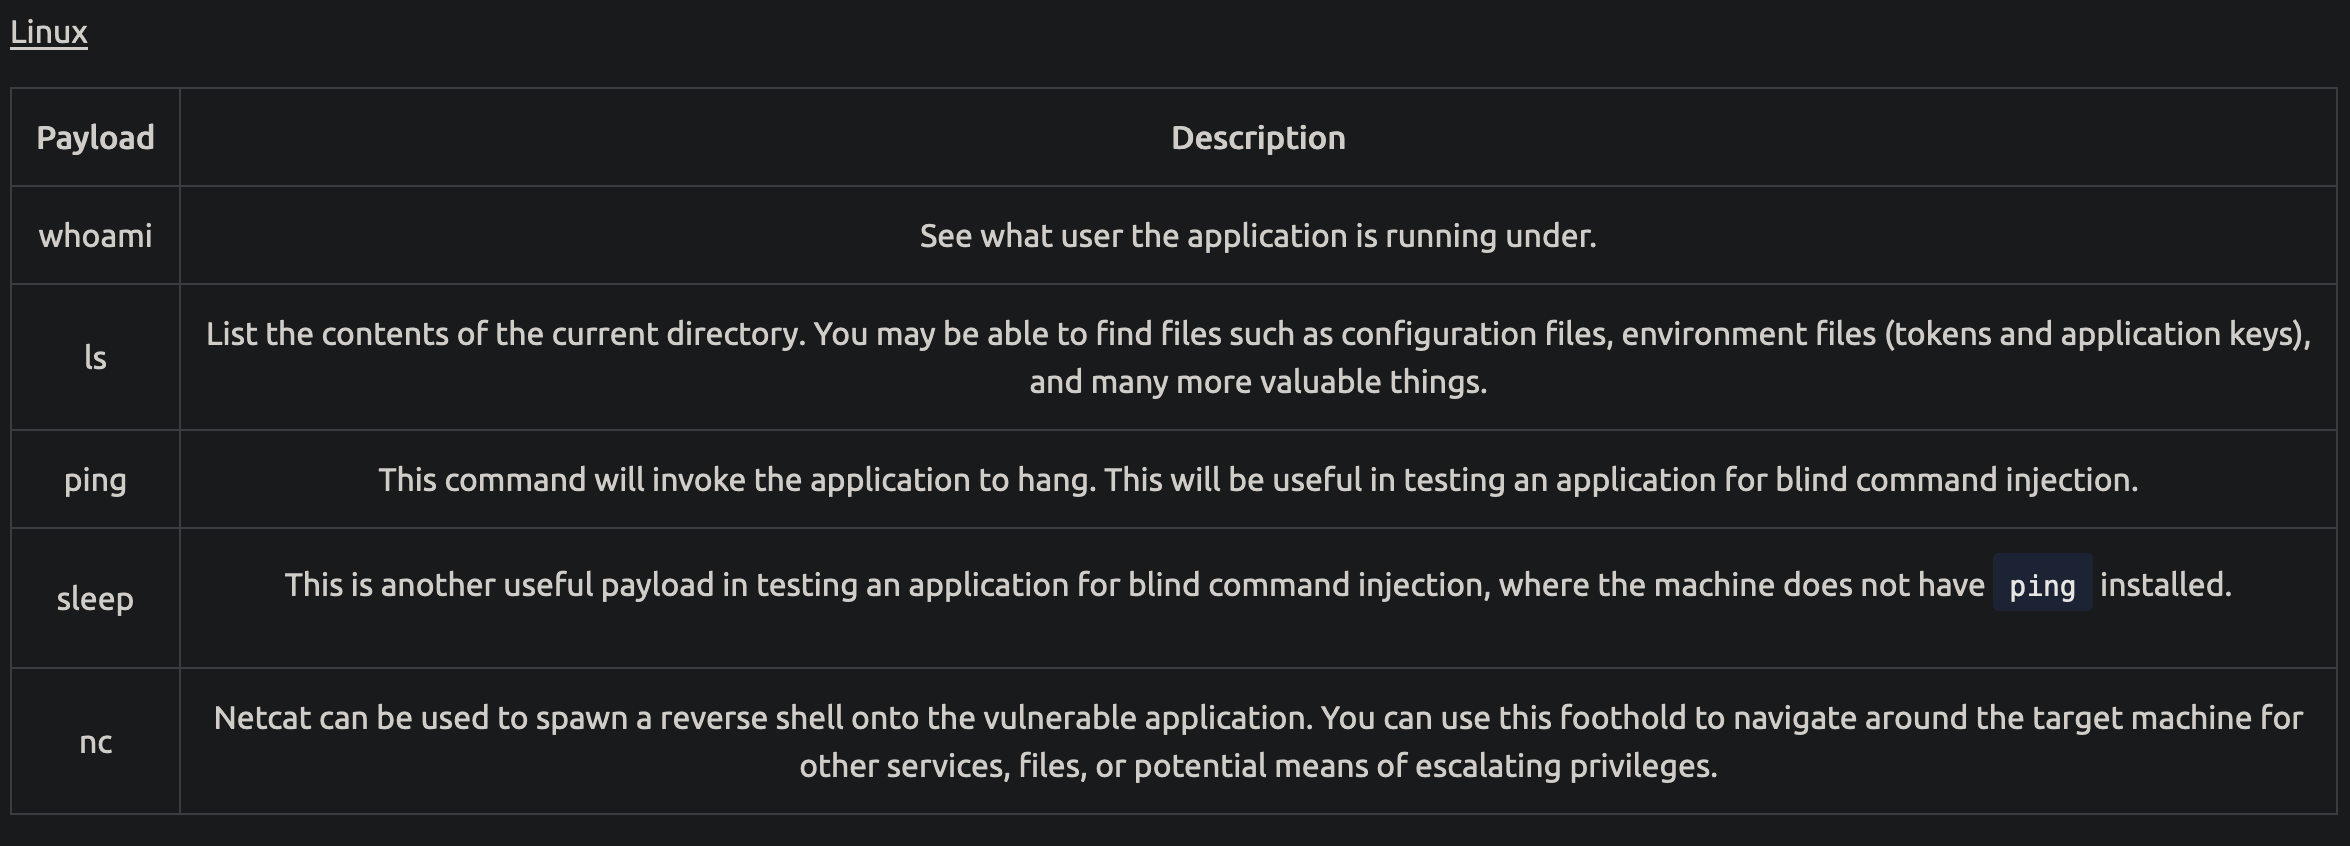 Linux
Payload
Description
whoami
See what user the application is running under.
ls
List the contents of the current directory. You may be able to find files such as configuration files, environment files (tokens and application keys),
and many more valuable things.
ping
This command will invoke the application to hang. This will be useful in testing an application for blind command injection.
sleep
This is another useful payload in testing an application for blind command injection, where the machine does not have ping installed.
nc
Netcat can be used to spawn a reverse shell onto the vulnerable application. You can use this foothold to navigate around the target machine for
other services, files, or potential means of escalating privileges.